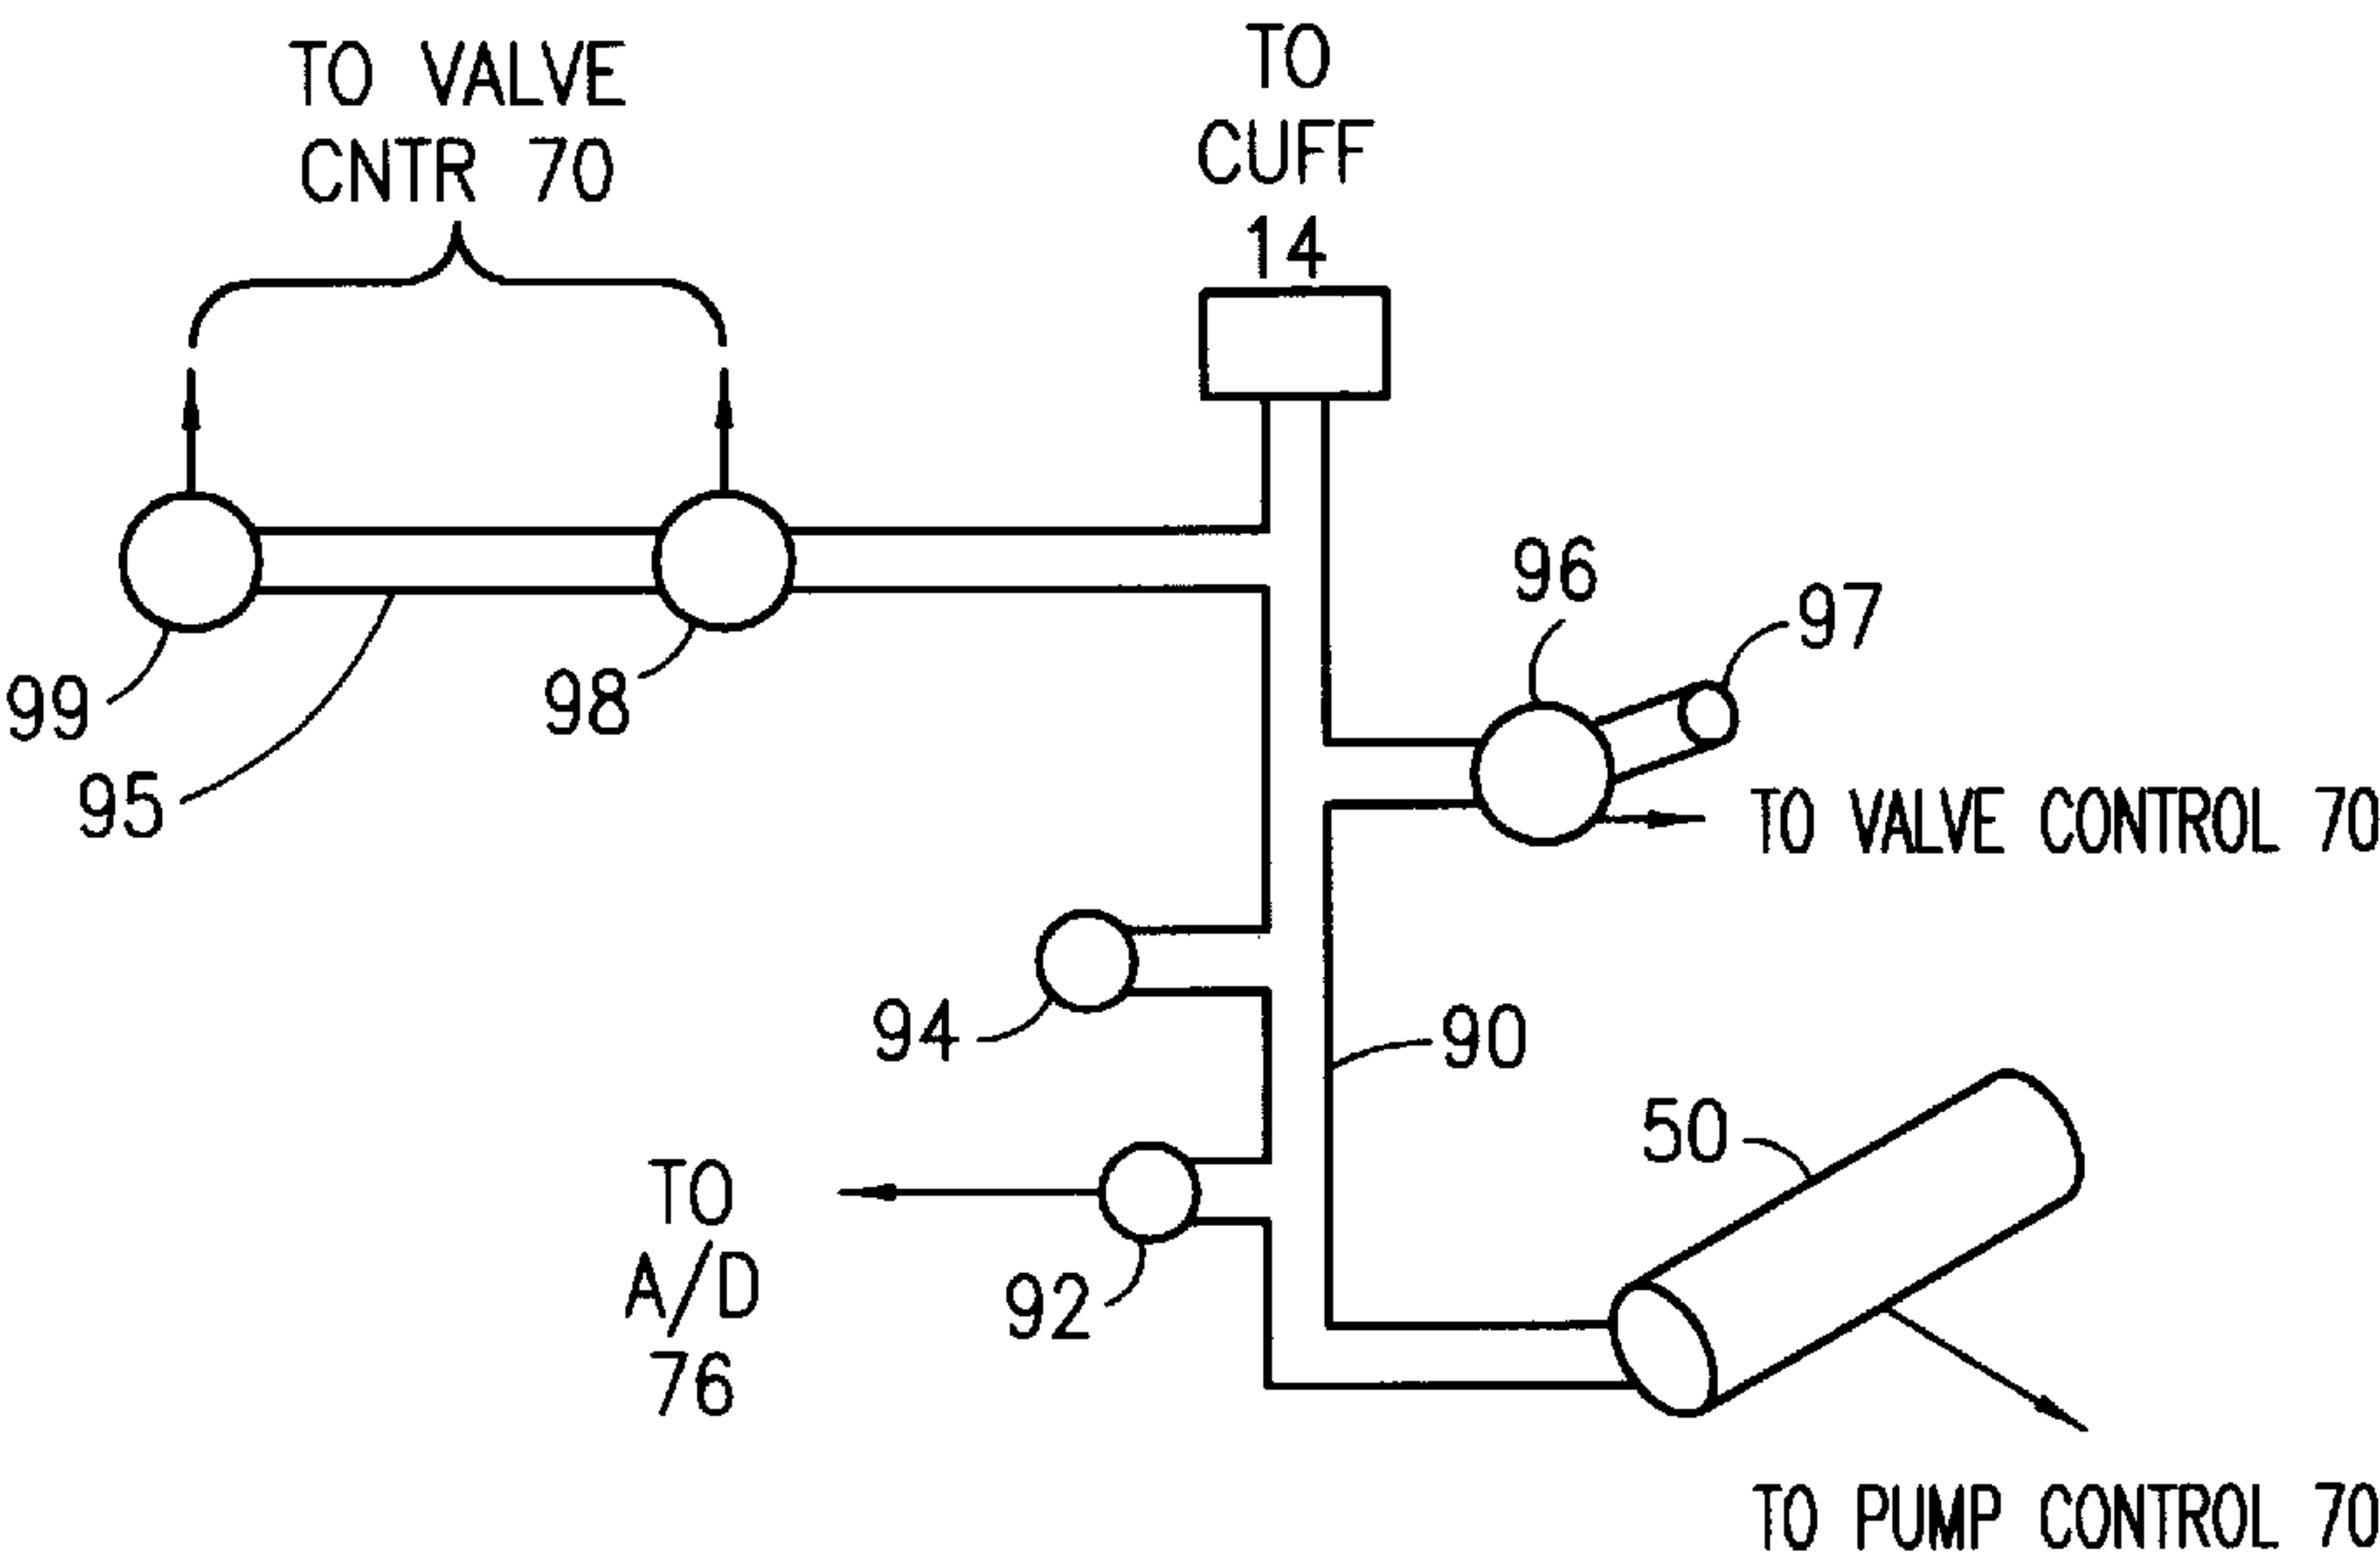 TO VALVE
CNTR 70
TO
CUFF
14
96
97
99
98
95
TO VALVE CONTROL 70
94
90
50
TO
A/D
76
92
TO PUMP CONTROL 70